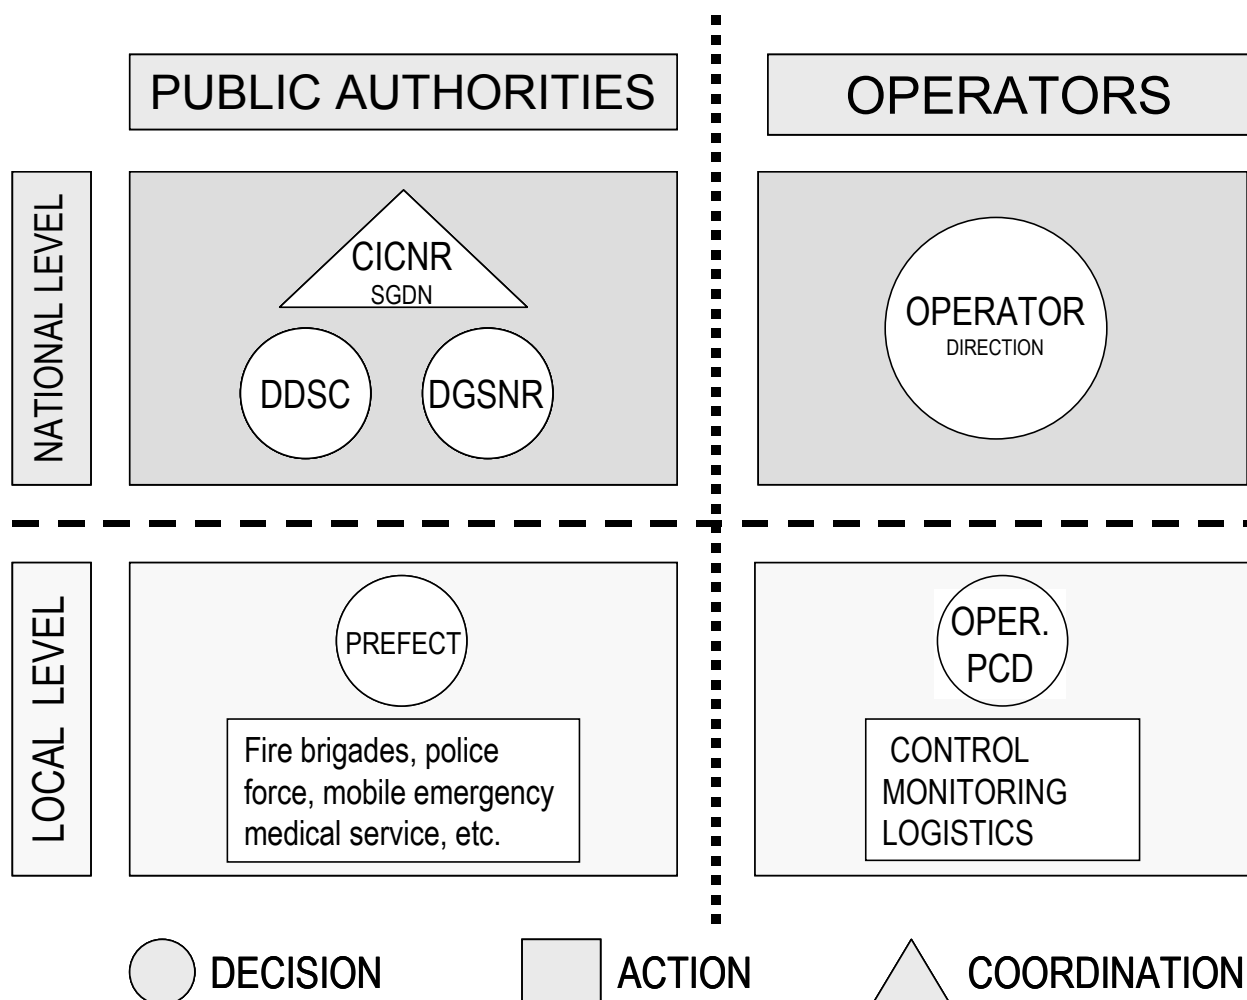 PUBLIC AUTHORITIES
OPERATORS
NATIONAL LEVEL
CICNR
SGDN
DDSC
DGSNR
OPERATOR
DIRECTION
LOCAL LEVEL
PREFECT
Fire brigades, police
force, mobile emergency
medical service, etc.
OPER.
PCD
CONTROL
MONITORING
LOGISTICS
DECISION
ACTION
COORDINATION